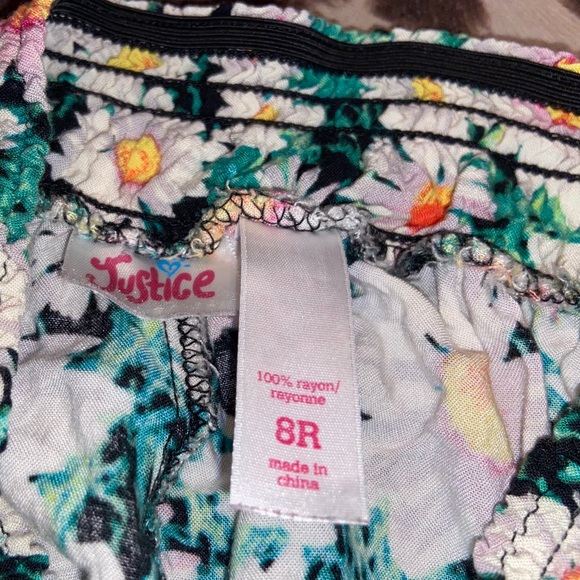 Justice
100% rayon/
rayonne
8R
made in
china